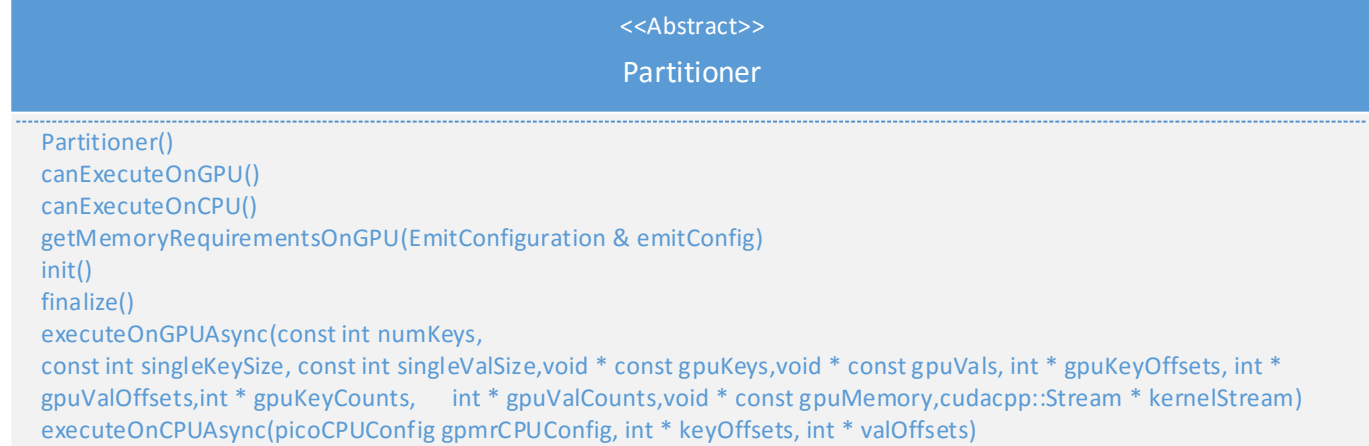 <<Abstract>>
Partitioner
Partitioner()
canExecuteOnGPU()
canExecuteOnCPU()
getMemoryRequirementsOnGPU(EmitConfiguration & emitConfig)
init()
finalize()
executeOnGPUAsync(const int numKeys,
const int singleKeySize, const int singleValSize,void * const gpuKeys,void * const gpuVals, int * gpuKeyOffsets, int *
gpuValOffsets,int * gpuKeyCounts, int * gpuValCounts,void * const gpuMemory,cudacpp::Stream * kernelStream)
executeOnCPUAsync(picoCPUConfig gpmrCPUConfig, int * keyOffsets, int * valOffsets)